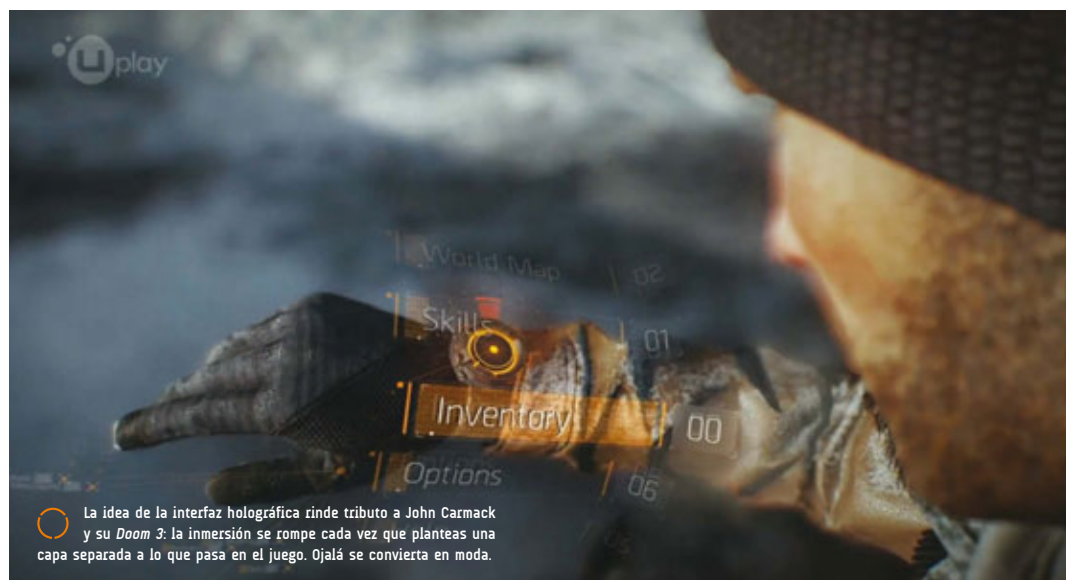 uplay
World Map 02
Skills 01
Inventory 00
Options 06
La idea de la interfaz holográfica rinde tributo a John Carmack
y su Doom 3: la inmersión se rompe cada vez que planteas una
capa separada a lo que pasa en el juego. Ojalá se convierta en moda.